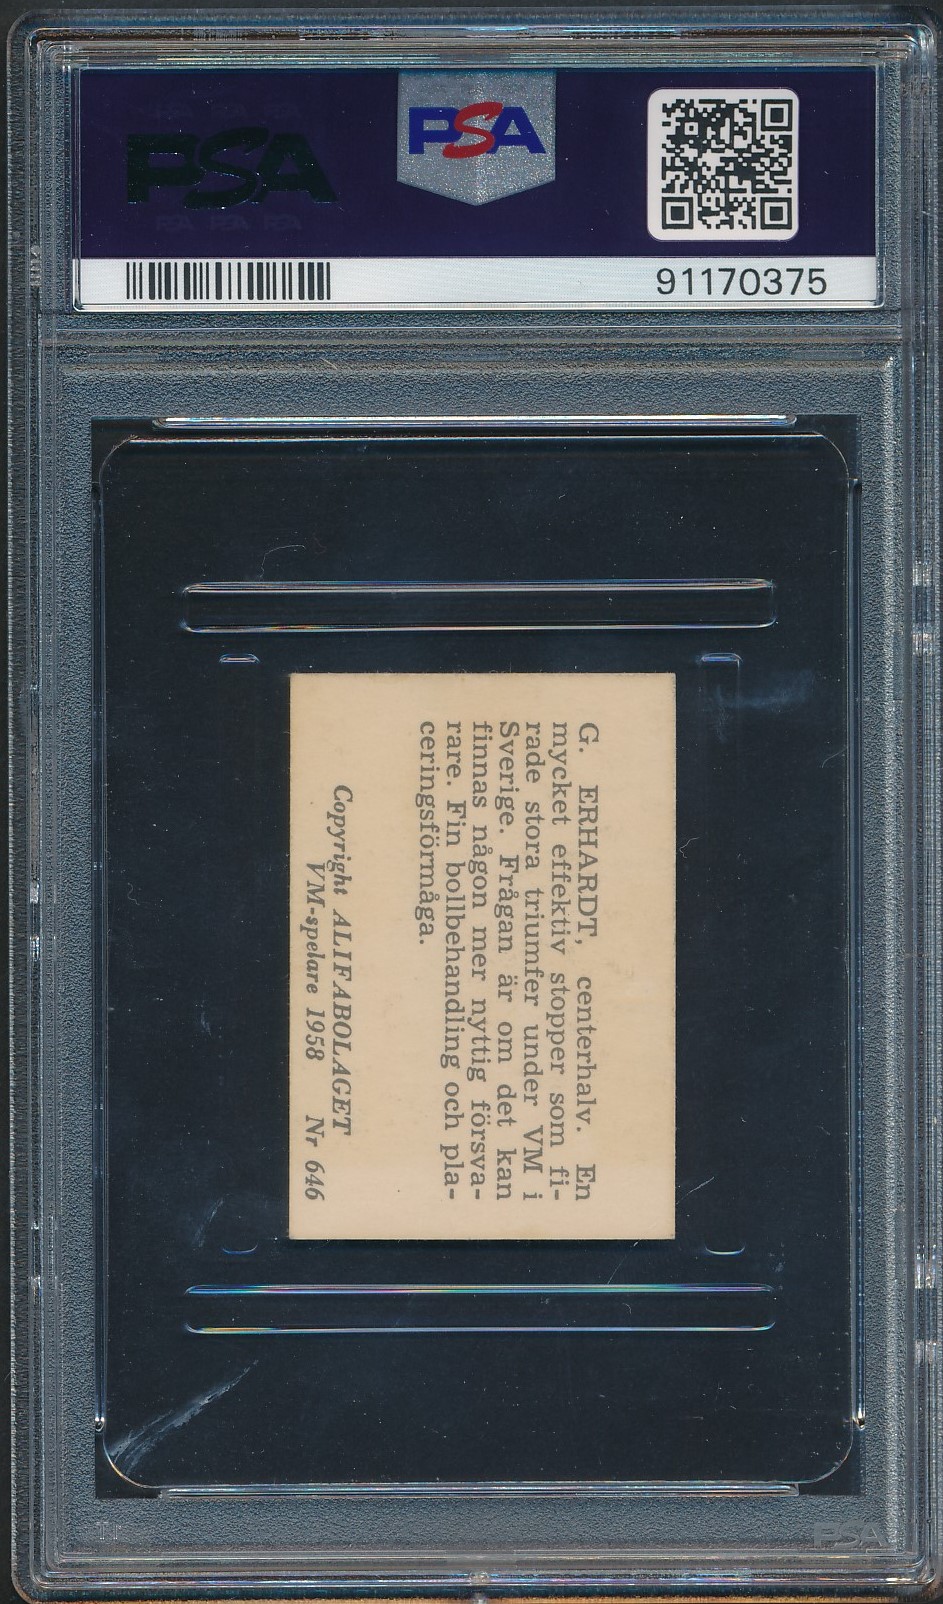 PSA
PSA
91170375
G. ERHARDT, centerhalv. En
mycket effektiv stopper som fi-
rade stora triumfer under VM i
Sverige. Frågan är om det kan
finnas någon mer nyttig försva-
rare. Fin bollbehandling och pla-
ceringsförmåga.
Copyright ALIFABOLAGET
VM-spelare 1958 Nr 646
PSA